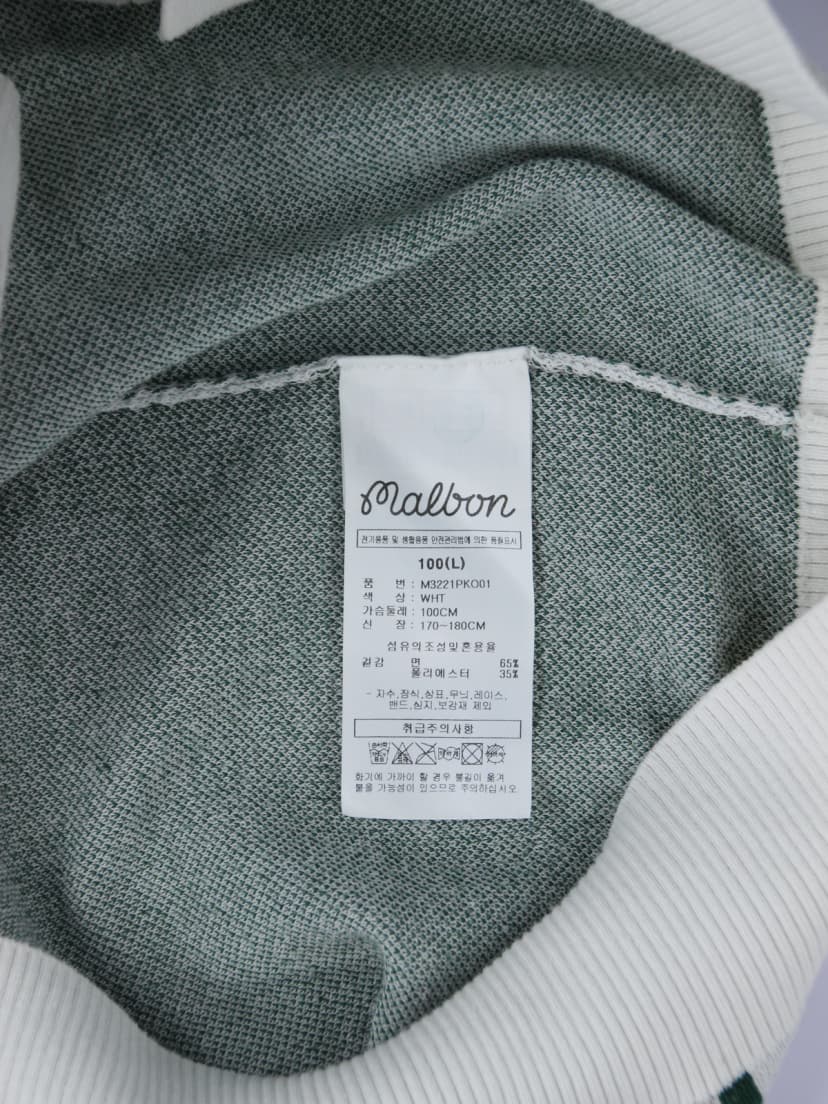 Malbon
전기용품 및 생활용품 안전관리법에 의한 품질표시
100(L)
품 번 : M3221PKO01
색 상 : WHT
가슴둘레 : 100CM
신 장 : 170~180CM
섬유의조성및혼용율
겉감 면 65%
폴리에스터 35%
- 자수,장식,상표,무늬,레이스,
밴드,심지,보강재 제외
취급주의사항
화기에 가까이 할 경우 불길이 옮겨
붙을 가능성이 있으므로 주의하십시오